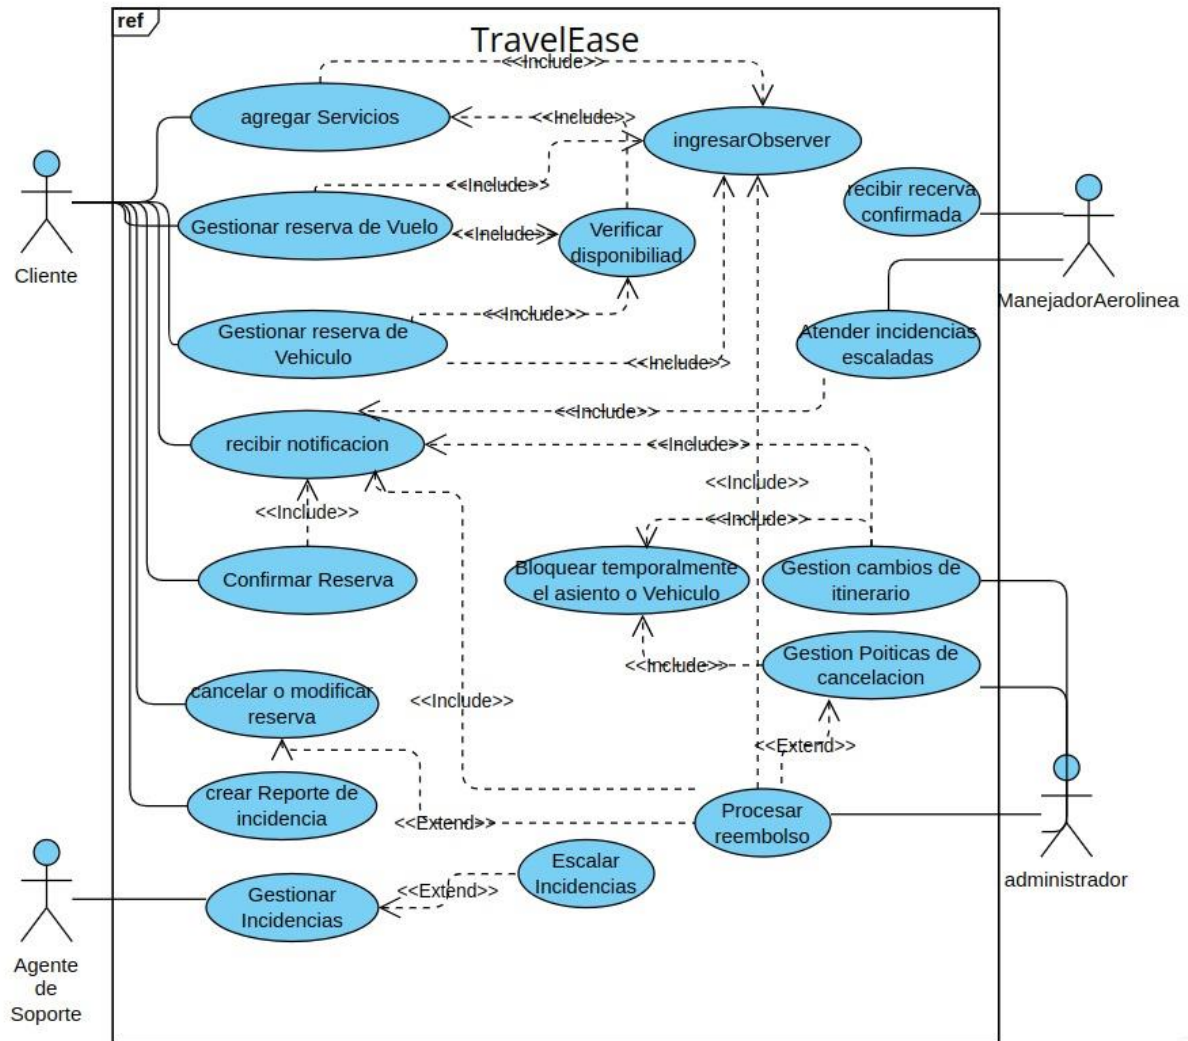 ref
TravelEase
<<Include>>
agregar Servicios
<<Include>>
ingresarObserver
<<Include>>
recibir recerva
confirmada
Gestionar reserva de Vuelo
<<Include>>
Verificar
disponibiliad
Cliente
ManejadorAerolinea
<<Include>>
Gestionar reserva de
Vehiculo
Atender incidencias
escaladas
<<Include>>
<<Include>>
recibir notificacion
<<Include>>
<<Include>>
<<Include>>
<<Include>>
Confirmar Reserva
Bloquear temporalmente
el asiento o Vehiculo
Gestion cambios de
itinerario
<<Include>>
Gestion Poiticas de
cancelacion
cancelar o modificar
reserva
<<Include>>
<<Extend>>
crear Reporte de
incidencia
<<Extend>>
Procesar
reembolso
administrador
Escalar
Incidencias
<<Extend>>
Gestionar
Incidencias
Agente
de
Soporte